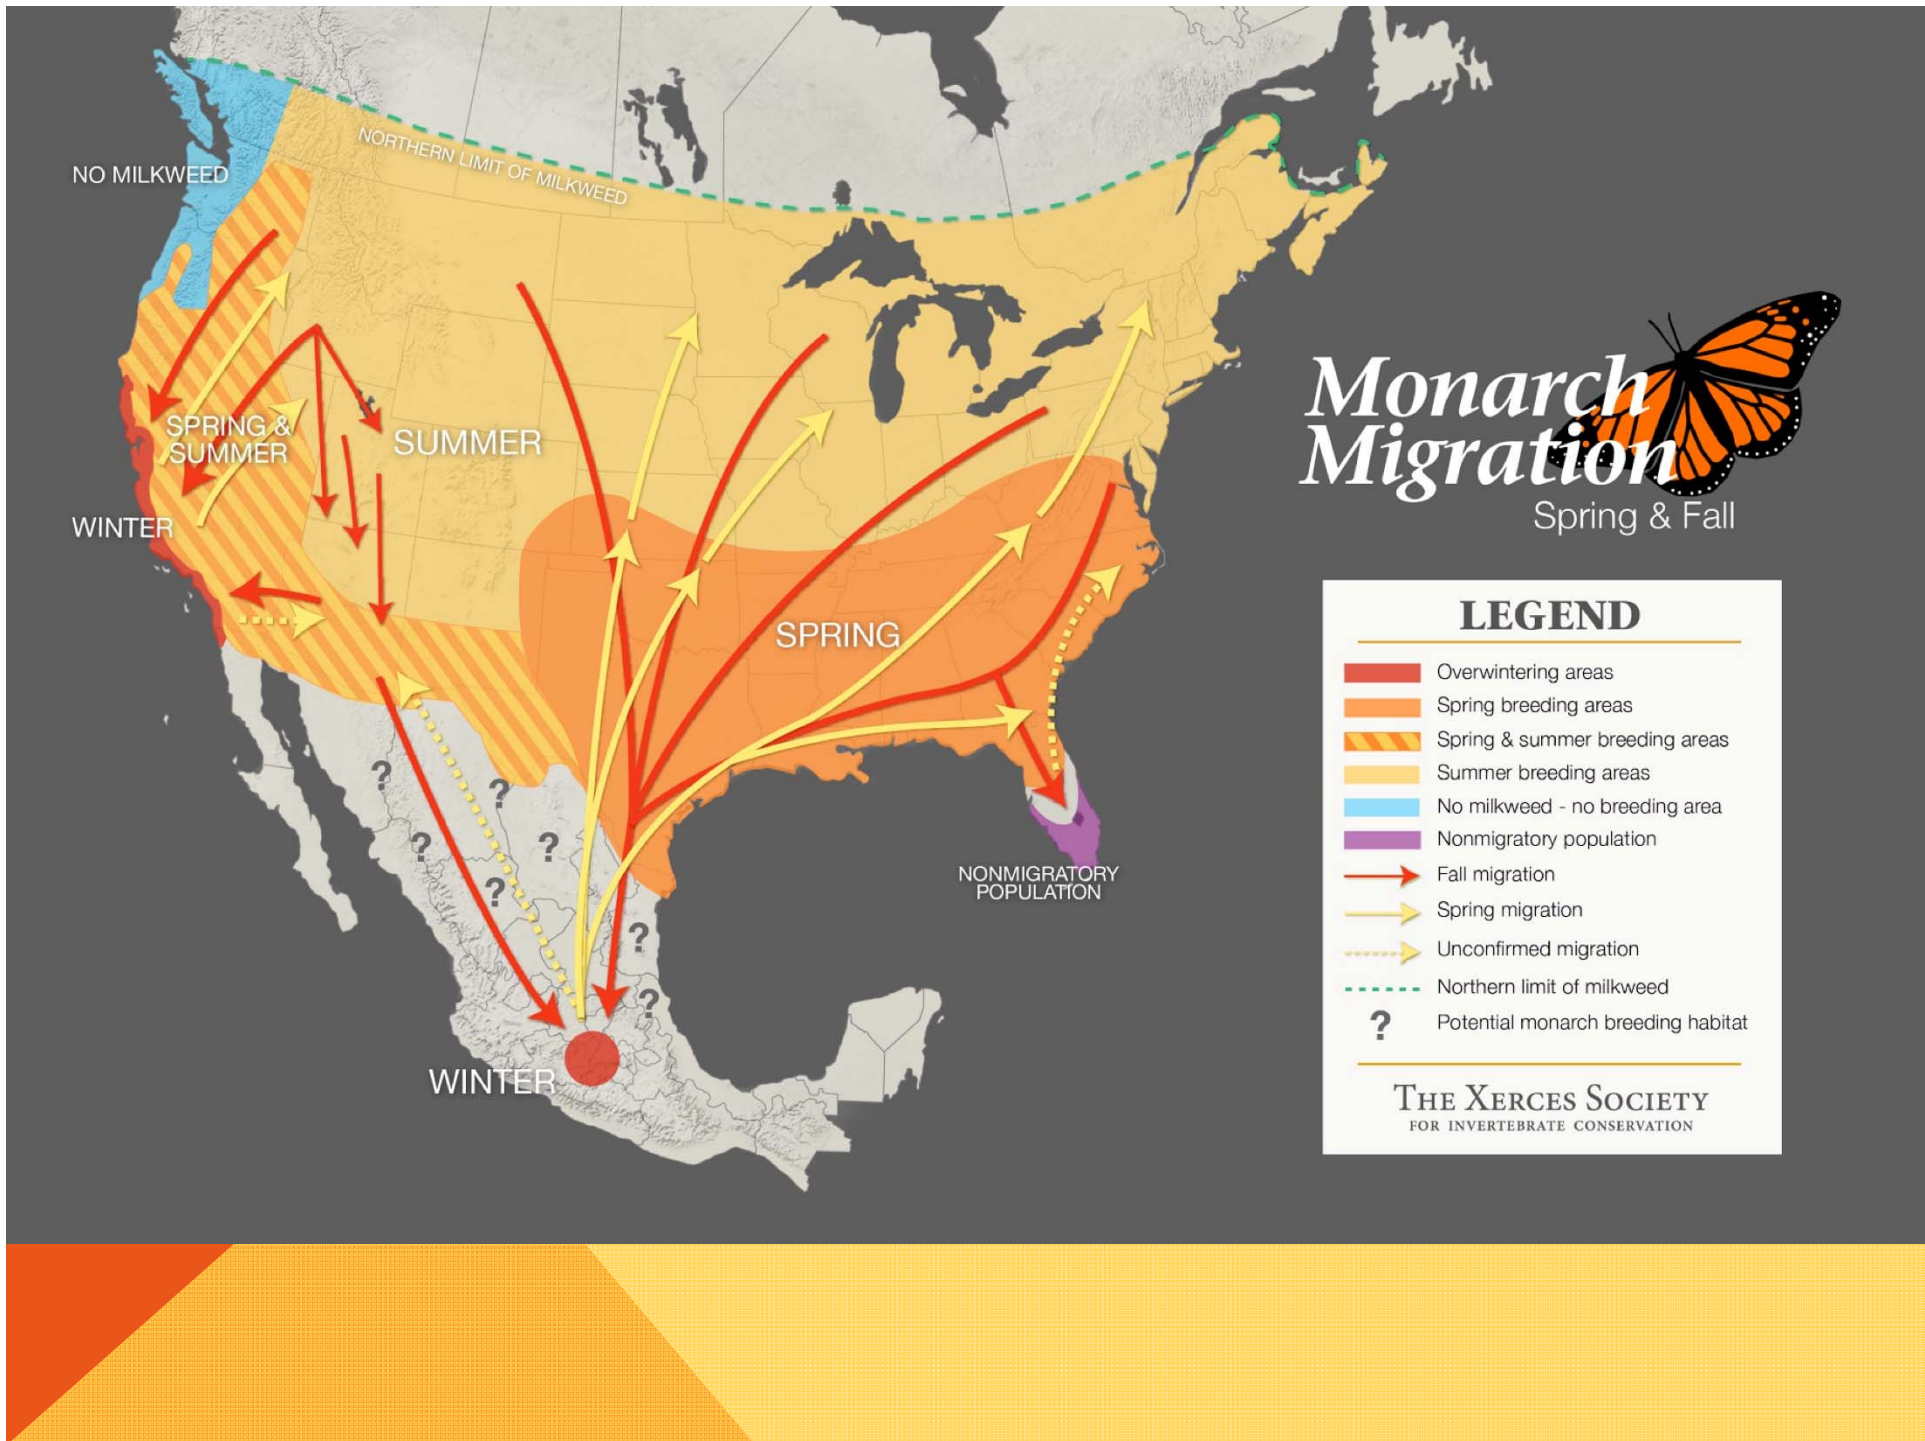 NO MILKWEED
NORTHERN LIMIT OF MILKWEED
SPRING &
SUMMER
SUMMER
WINTER
SPRING
?
?
?
?
?
?
?
NONMIGRATORY
POPULATION
WINTER
Monarch
Migration
Spring & Fall
LEGEND
Overwintering areas
Spring breeding areas
Spring & summer breeding areas
Summer breeding areas
No milkweed - no breeding area
Nonmigratory population
Fall migration
Spring migration
Unconfirmed migration
Northern limit of milkweed
? Potential monarch breeding habitat
THE XERCES SOCIETY
FOR INVERTEBRATE CONSERVATION